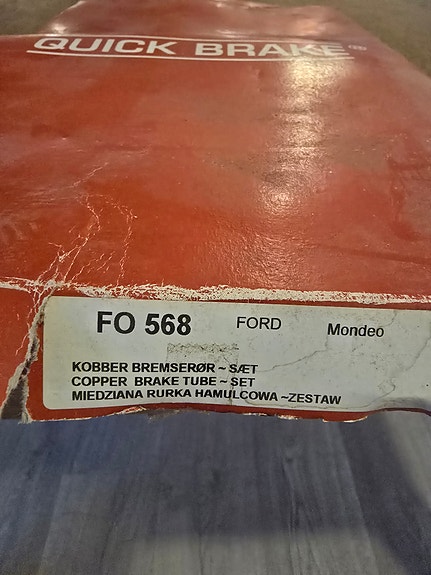 QUICK BRAKE®
FO 568 FORD Mondeo
KOBBER BREMSERØR ~ SÆT
COPPER BRAKE TUBE ~ SET
MIEDZIANA RURKA HAMULCOWA ~ZESTAW